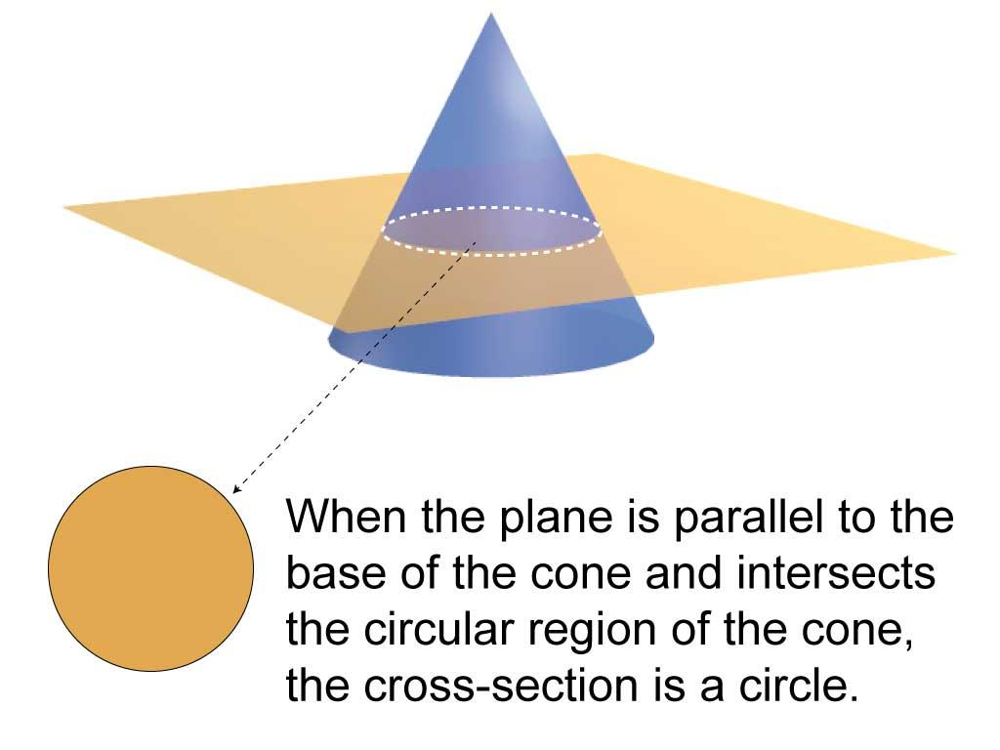 When the plane is parallel to the
base of the cone and intersects
the circular region of the cone,
the cross-section is a circle.